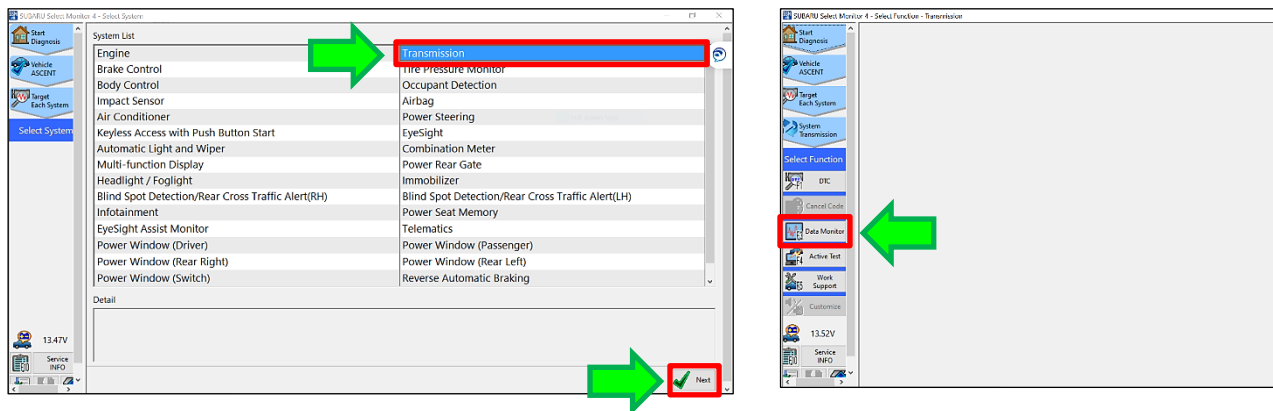 SUBARU Select Monitor 4 - Select System
Start
Diagnosis
Vehicle
ASCENT
Target
Each System
Select System
13.47V
Service
INFO
System List
Engine Transmission
Brake Control Tire Pressure Monitor
Body Control Occupant Detection
Impact Sensor Airbag
Air Conditioner Power Steering
Keyless Access with Push Button Start EyeSight
Automatic Light and Wiper Combination Meter
Multi-function Display Power Rear Gate
Headlight / Foglight Immobilizer
Blind Spot Detection/Rear Cross Traffic Alert(RH) Blind Spot Detection/Rear Cross Traffic Alert(LH)
Infotainment Power Seat Memory
EyeSight Assist Monitor Telematics
Power Window (Driver) Power Window (Passenger)
Power Window (Rear Right) Power Window (Rear Left)
Power Window (Switch) Reverse Automatic Braking
Detail
Next
SUBARU Select Monitor 4 - Select Function - Transmission
Start
Diagnosis
Vehicle
ASCENT
Target
Each System
System
Transmission
Select Function
DTC
Cancel Code
Data Monitor
Active Test
F4
Work
Support
F5
Customize
13.52V
Service
INFO